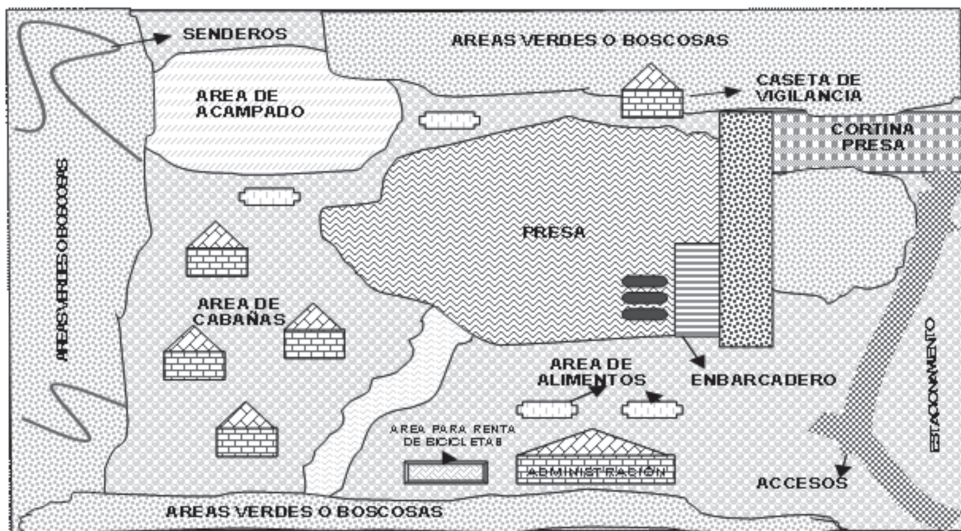 SENDEROS
AREAS VERDES O BOSCOSAS
CASETA DE
VIGILANCIA
AREA DE
ACAMPADO
CORTINA
PRESA
AREAS VERDES O BOSCOSAS
PRESA
AREA DE
CABAÑAS
ESTACIONAMIENTO
AREA DE
ALIMENTOS
ENBARCADERO
AREA PARA RENTA
DE BICICLETAS
ADMINISTRACIÓN
ACCESOS
AREAS VERDES O BOSCOSAS